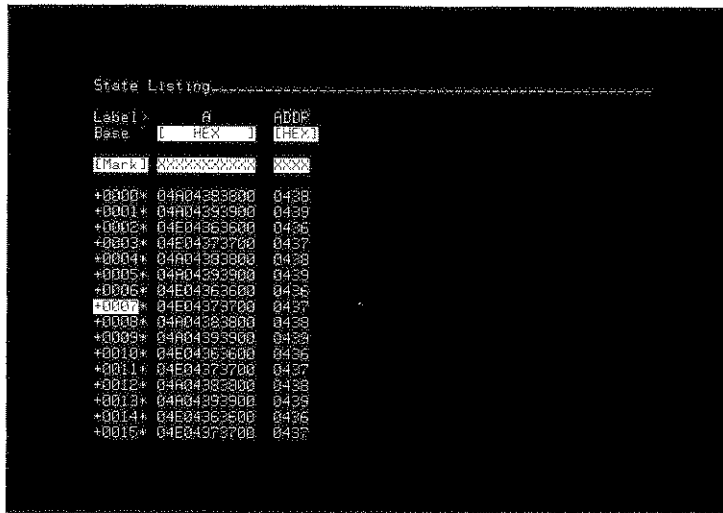 State Listing
Label> A ADDR
Base [ HEX ] [HEX]
[Mark] XXXXXXXXXX XXXX
+0000* 04A04383800 0438
+0001* 04A04393900 0439
+0002* 04E04363600 0436
+0003* 04E04373700 0437
+0004* 04A04383800 0438
+0005* 04A04393900 0439
+0006* 04E04363600 0436
+0007* 04E04373700 0437
+0008* 04A04383800 0438
+0009* 04A04393900 0439
+0010* 04E04363600 0436
+0011* 04E04373700 0437
+0012* 04A04383800 0438
+0013* 04A04393900 0439
+0014* 04E04363600 0436
+0015* 04E04373700 0437